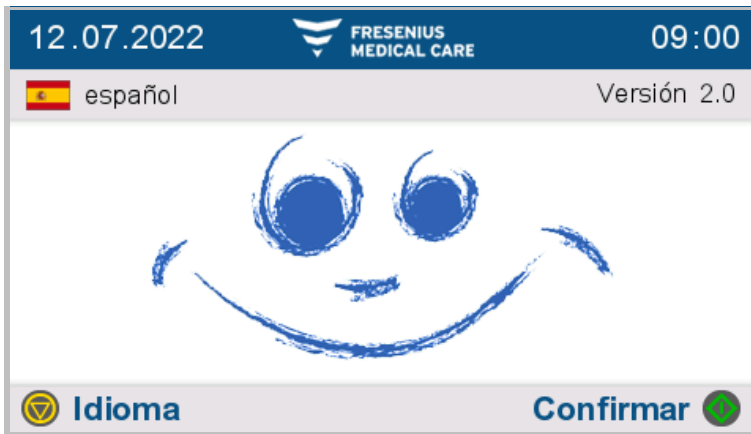 12.07.2022 FRESENIUS MEDICAL CARE 09:00
español Versión 2.0
Idioma Confirmar